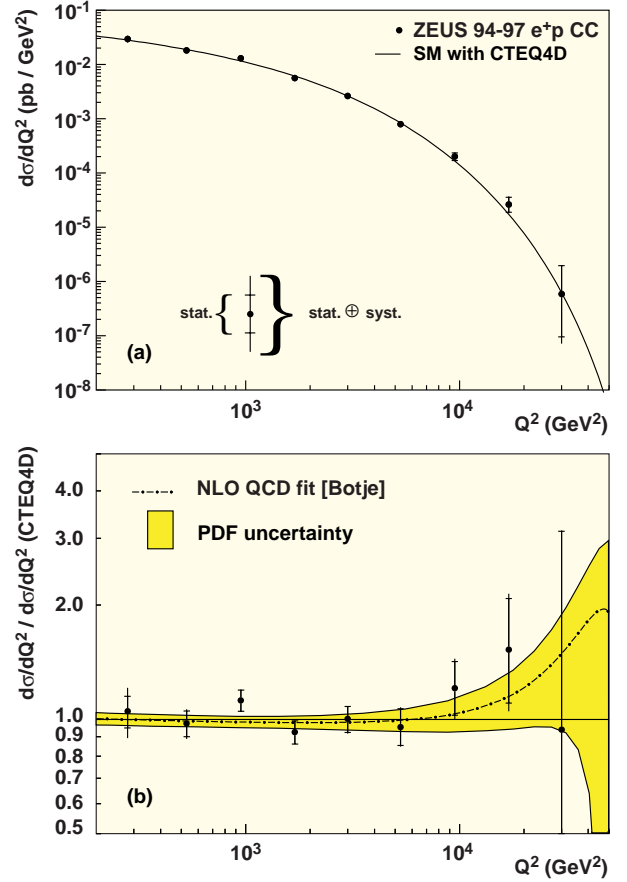 ZEUS 94-97 e⁺p CC
SM with CTEQ4D
dσ/dQ² (pb / GeV²)
10⁻¹
10⁻²
10⁻³
10⁻⁴
10⁻⁵
10⁻⁶
10⁻⁷
10⁻⁸
stat. { } stat. ⊕ syst.
(a)
10³
10⁴
Q² (GeV²)
NLO QCD fit [Botje]
PDF uncertainty
dσ/dQ² / dσ/dQ² (CTEQ4D)
4.0
3.0
2.0
1.0
0.9
0.8
0.7
0.6
0.5
(b)
10³
10⁴
Q² (GeV²)